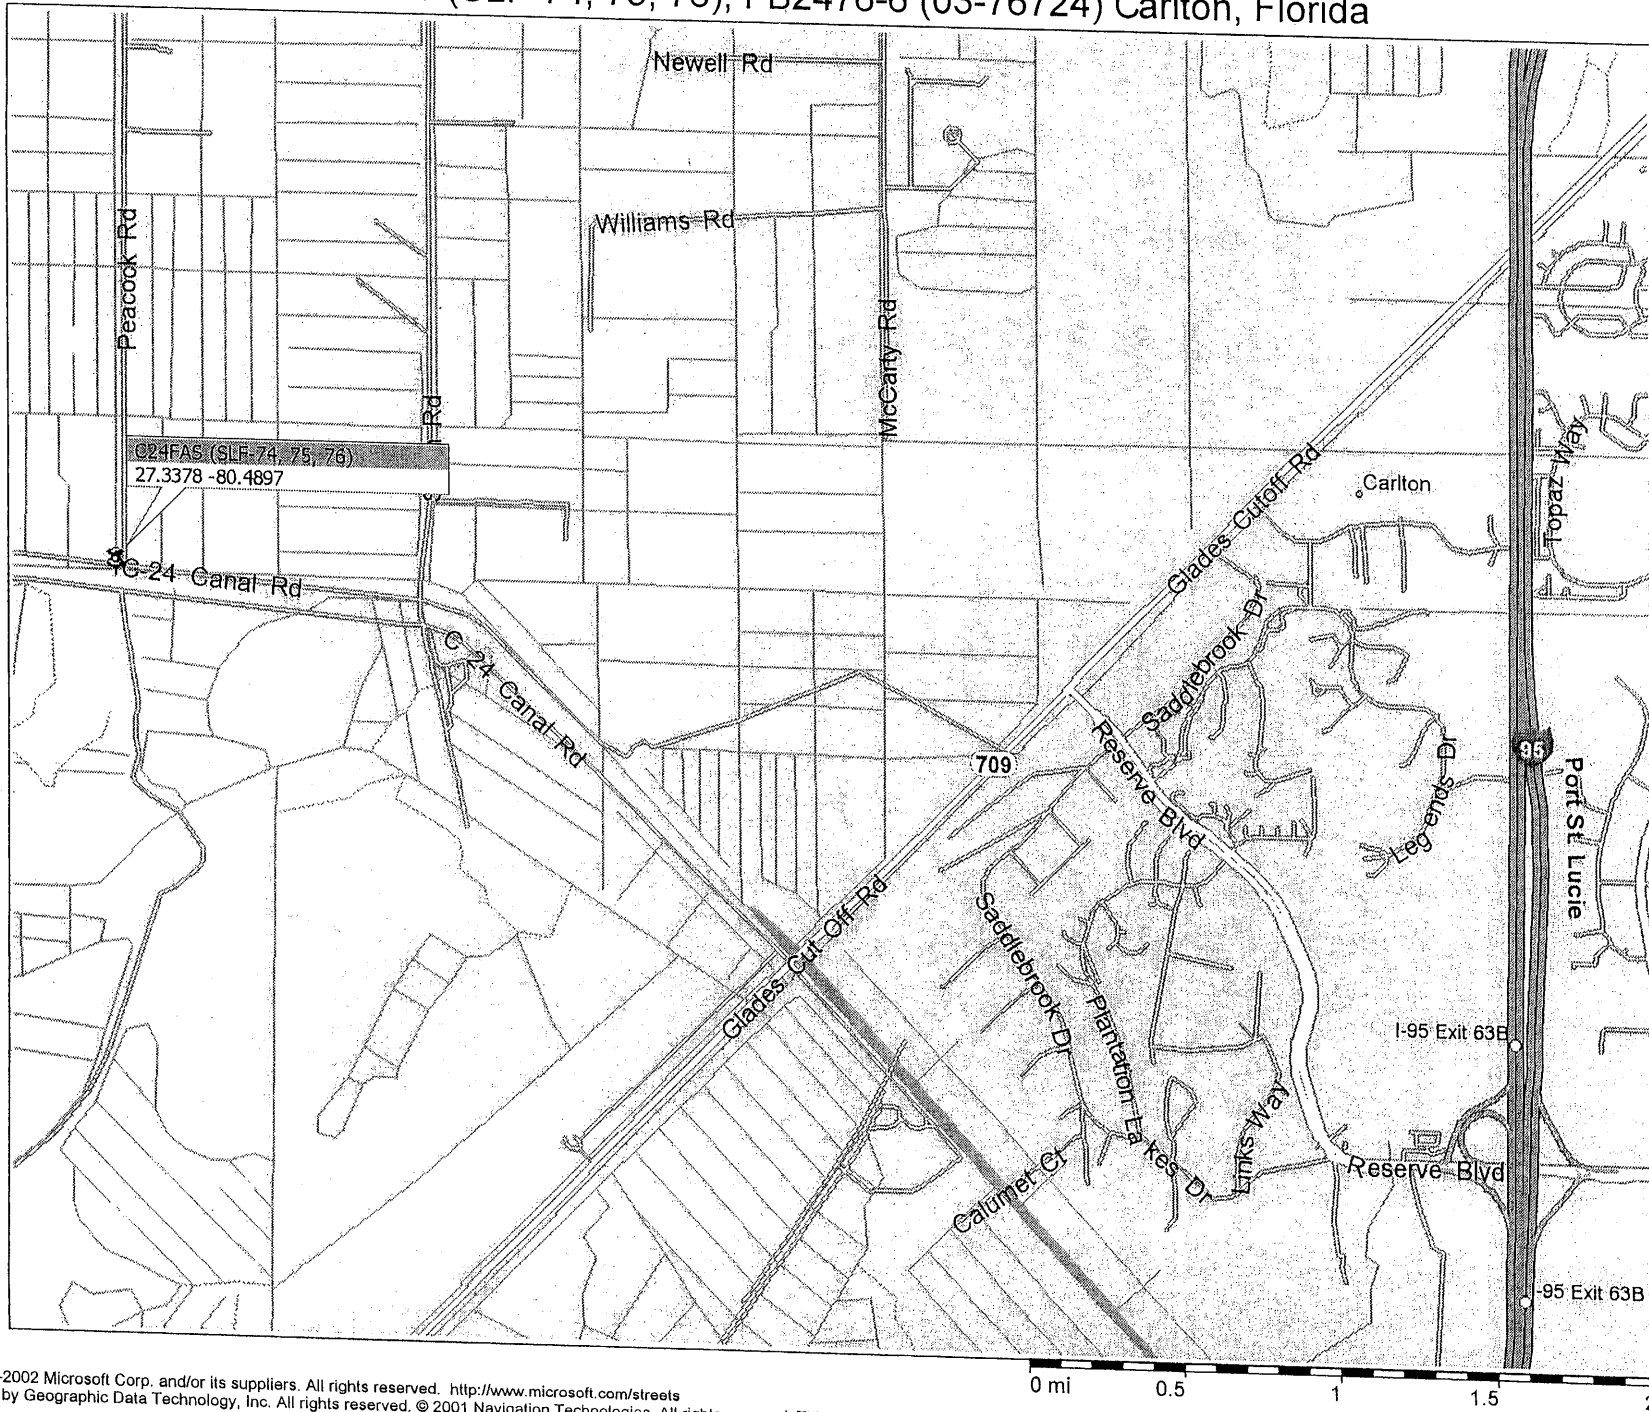 (SLF-74, 75, 76), PB2476-6 (03-76724) Carlton, Florida
Newell Rd
Williams Rd
Peacock Rd
McCarty Rd
Rd
C24FAS (SLF-74, 75, 76)
27.3378 -80.4897
Glades Cutoff Rd
Carlton
Topaz Way
C-24 Canal Rd
C 24 Canal Rd
Saddlebrook Dr
Reserve Blvd
709
95
Legends Dr
Port St. Lucie
Glades Cut Off Rd
Saddlebrook Dr
Plantation Lakes Dr
I-95 Exit 63B
Links Way
Calumet Ct
Reserve Blvd
-95 Exit 63B
-2002 Microsoft Corp. and/or its suppliers. All rights reserved. http://www.microsoft.com/streets
by Geographic Data Technology, Inc. All rights reserved. © 2001 Navigation Technologies.
0 mi 0.5 1 1.5